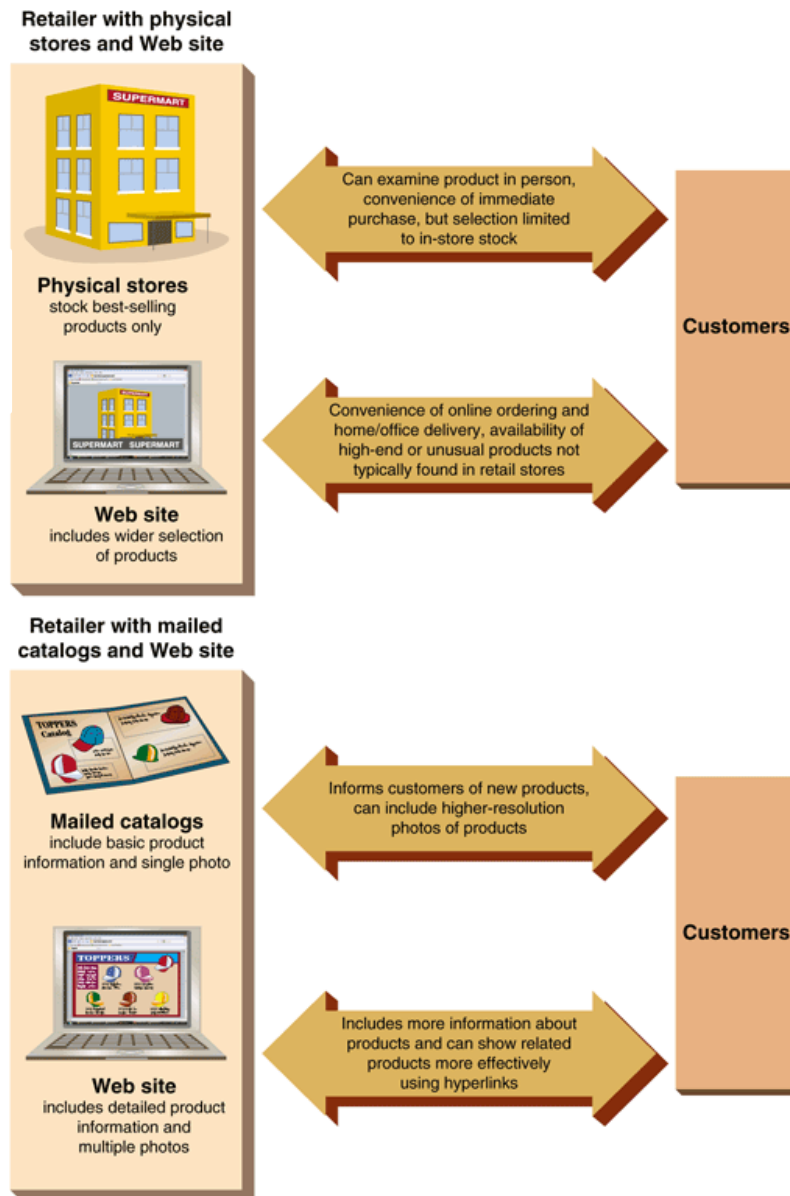 Retailer with physical
stores and Web site
SUPERMART
Can examine product in person,
convenience of immediate
purchase, but selection limited
to in-store stock
Physical stores
stock best-selling
products only
Customers
SUPERMART
SUPERMART SUPERMART
Convenience of online ordering and
home/office delivery, availability of
high-end or unusual products not
typically found in retail stores
Web site
includes wider selection
of products
Retailer with mailed
catalogs and Web site
TOPPERS
Catalog
Informs customers of new products,
can include higher-resolution
photos of products
Mailed catalogs
include basic product
information and single photo
Customers
TOPPERS
Includes more information about
products and can show related
products more effectively
using hyperlinks
Web site
includes detailed product
information and
multiple photos